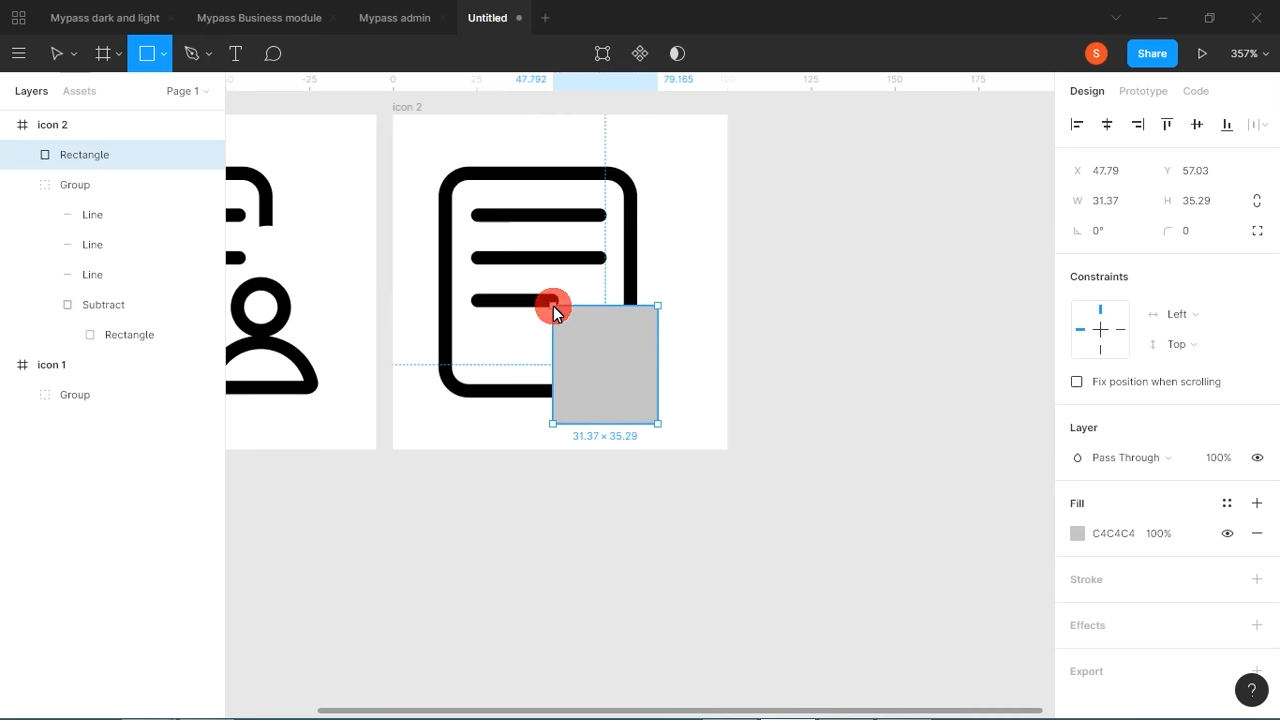 Mypass dark and light
Mypass Business module
Mypass admin
Untitled
S
Share
357%
Layers
Assets
Page 1
-25
0
25
47.792
79.165
100
125
150
175
Design
Prototype
Code
icon 2
icon 2
Rectangle
Group
Line
Line
Line
Subtract
Rectangle
icon 1
Group
31.37 × 35.29
X 47.79
Y 57.03
W 31.37
H 35.29
0°
0
Constraints
Left
Top
Fix position when scrolling
Layer
Pass Through
100%
Fill
C4C4C4 100%
Stroke
Effects
Export
?